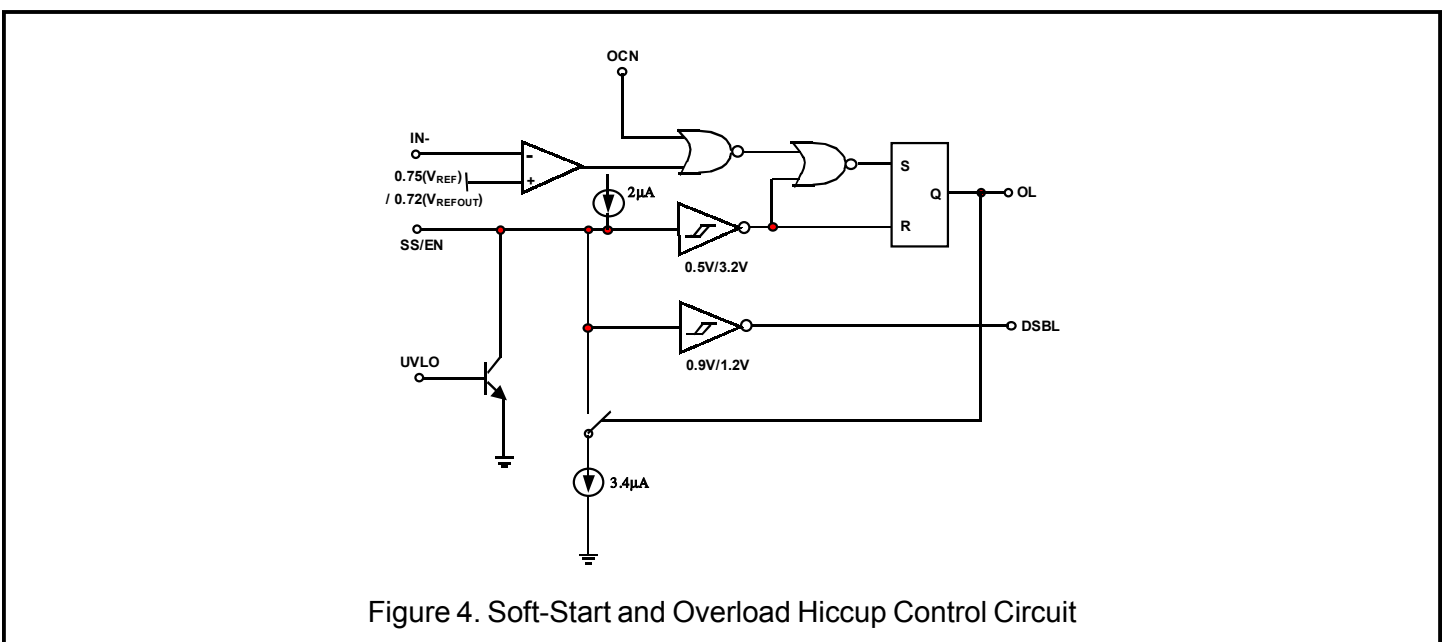 OCN
IN-
0.75(VREF)
/ 0.72(VREFOUT)
2µA
S
Q
OL
SS/EN
R
0.5V/3.2V
DSBL
UVLO
0.9V/1.2V
3.4µA
-
+
Figure 4. Soft-Start and Overload Hiccup Control Circuit